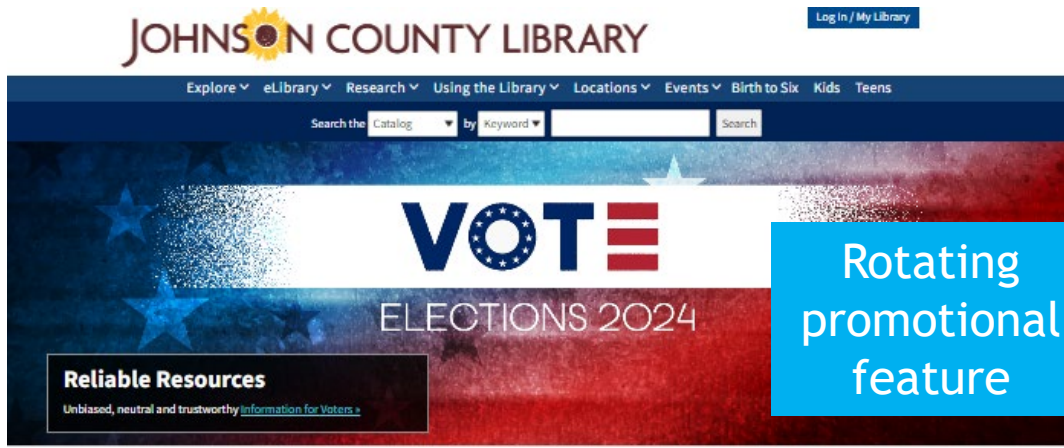 JOHNSON COUNTY LIBRARY
Log In / My Library
Explore eLibrary Research Using the Library Locations Events Birth to Six Kids Teens
Search the Catalog by Keyword Search
VOTE
ELECTIONS 2024
Rotating
promotional
feature
Reliable Resources
Unbiased, neutral and trustworthy Information for Voters »